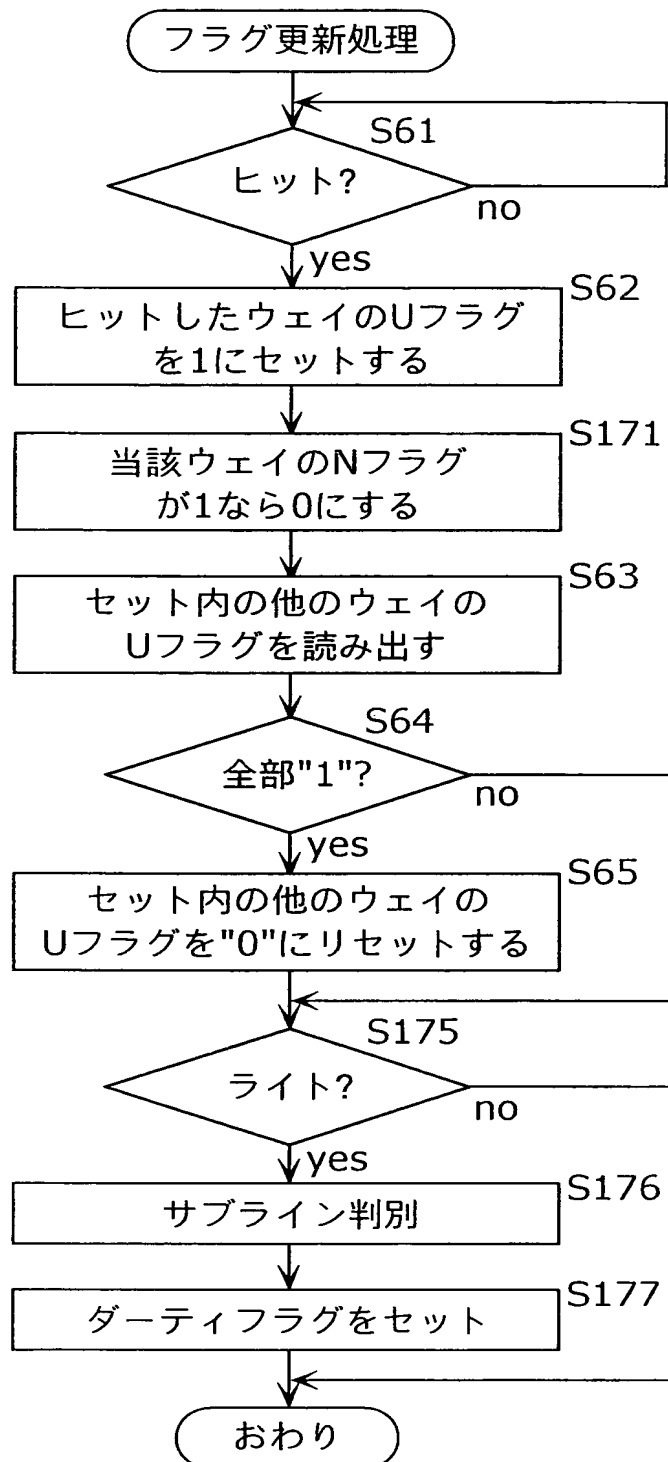 フラグ更新処理
S61
ヒット?
no
yes
S62
ヒットしたウェイのUフラグ
を1にセットする
S171
当該ウェイのNフラグ
が1なら0にする
S63
セット内の他のウェイの
Uフラグを読み出す
S64
全部"1"?
no
yes
S65
セット内の他のウェイの
Uフラグを"0"にリセットする
S175
ライト?
no
yes
S176
サブライン判別
S177
ダーティフラグをセット
おわり